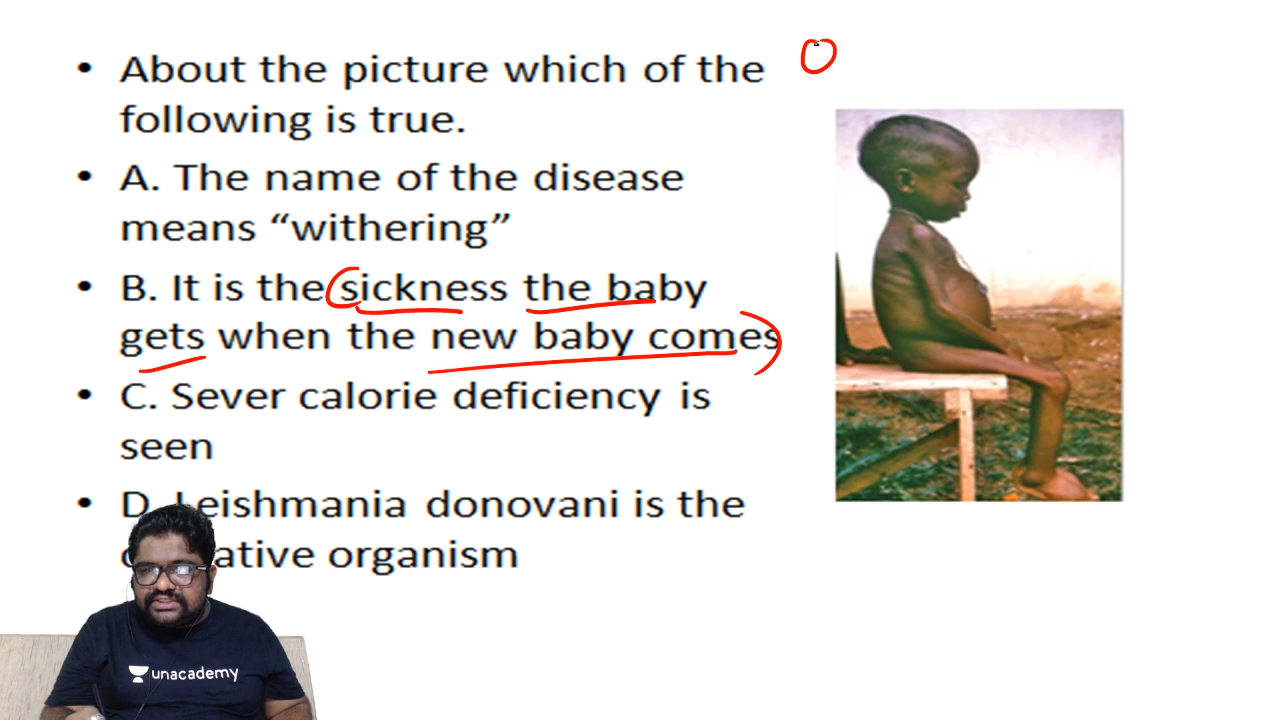 • About the picture which of the
following is true.
• A. The name of the disease
means “withering”
• B. It is the sickness the baby
gets when the new baby comes
• C. Sever calorie deficiency is
seen
• D. Leishmania donovani is the
organism
unacademy